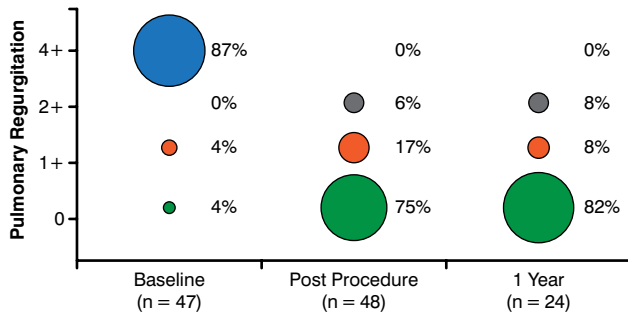 Pulmonary Regurgitation
4+ 87% 0% 0%
2+ 0% 6% 8%
1+ 4% 17% 8%
0 4% 75% 82%
Baseline Post Procedure 1 Year
(n = 47) (n = 48) (n = 24)